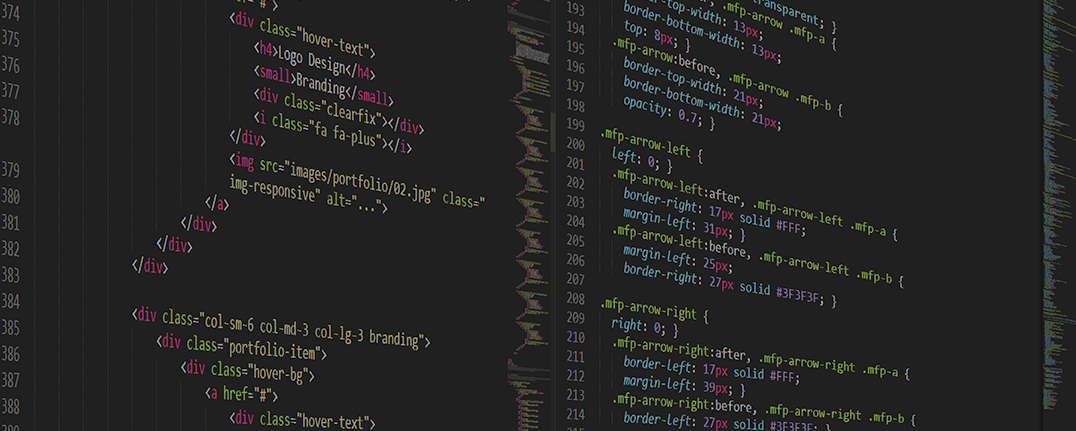 374
375
376
377
378
379
380
381
382
383
384
385
386
387
388
="#">
<div class="hover-text">
<h4>Logo Design</h4>
<small>Branding</small>
<div class="clearfix"></div>
<i class="fa fa-plus"></i>
</div>
<img src="images/portfolio/02.jpg" class="
img-responsive" alt="...">
</a>
</div>
</div>
</div>
<div class="col-sm-6 col-md-3 col-lg-3 branding">
<div class="portfolio-item">
<div class="hover-bg">
<a href="#">
<div class="hover-text">
193
194
195
196
197
198
199
200
201
202
203
204
205
206
207
208
209
210
211
212
213
214
transparent; }
.mfp-arrow .mfp-a {
border-top-width: 13px;
border-bottom-width: 13px;
top: 8px; }
.mfp-arrow:before, .mfp-arrow .mfp-b {
border-top-width: 21px;
border-bottom-width: 21px;
opacity: 0.7; }
.mfp-arrow-left {
left: 0; }
.mfp-arrow-left:after, .mfp-arrow-left .mfp-a {
border-right: 17px solid #FFF;
margin-left: 31px; }
.mfp-arrow-left:before, .mfp-arrow-left .mfp-b {
margin-left: 25px;
border-right: 27px solid #3F3F3F; }
.mfp-arrow-right {
right: 0; }
.mfp-arrow-right:after, .mfp-arrow-right .mfp-a {
border-left: 17px solid #FFF;
margin-left: 39px; }
.mfp-arrow-right:before, .mfp-arrow-right .mfp-b {
border-left: 27px solid #3F3F3F; }